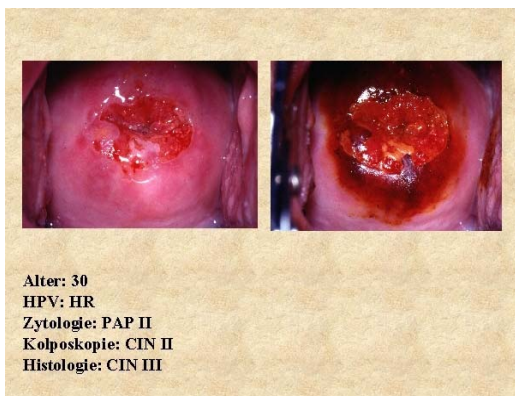 Alter: 30
HPV: HR
Zytologie: PAP II
Kolposkopie: CIN II
Histologie: CIN III